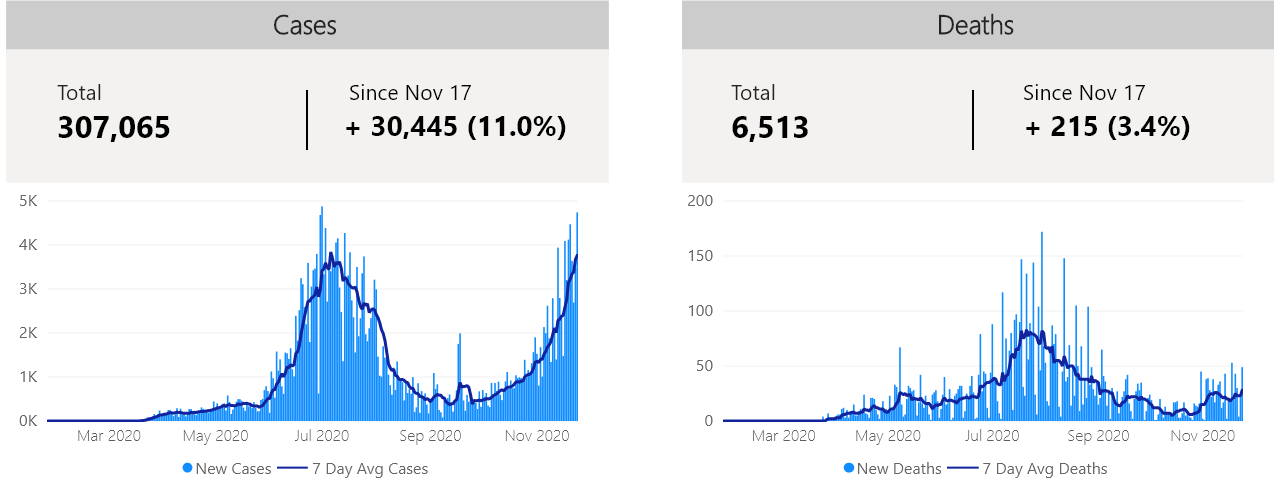 Cases
Total
307,065
Since Nov 17
+ 30,445 (11.0%)
5K
4K
3K
2K
1K
0K
Mar 2020 May 2020 Jul 2020 Sep 2020 Nov 2020
New Cases 7 Day Avg Cases
Deaths
Total
6,513
Since Nov 17
+ 215 (3.4%)
200
150
100
50
0
Mar 2020 May 2020 Jul 2020 Sep 2020 Nov 2020
New Deaths 7 Day Avg Deaths